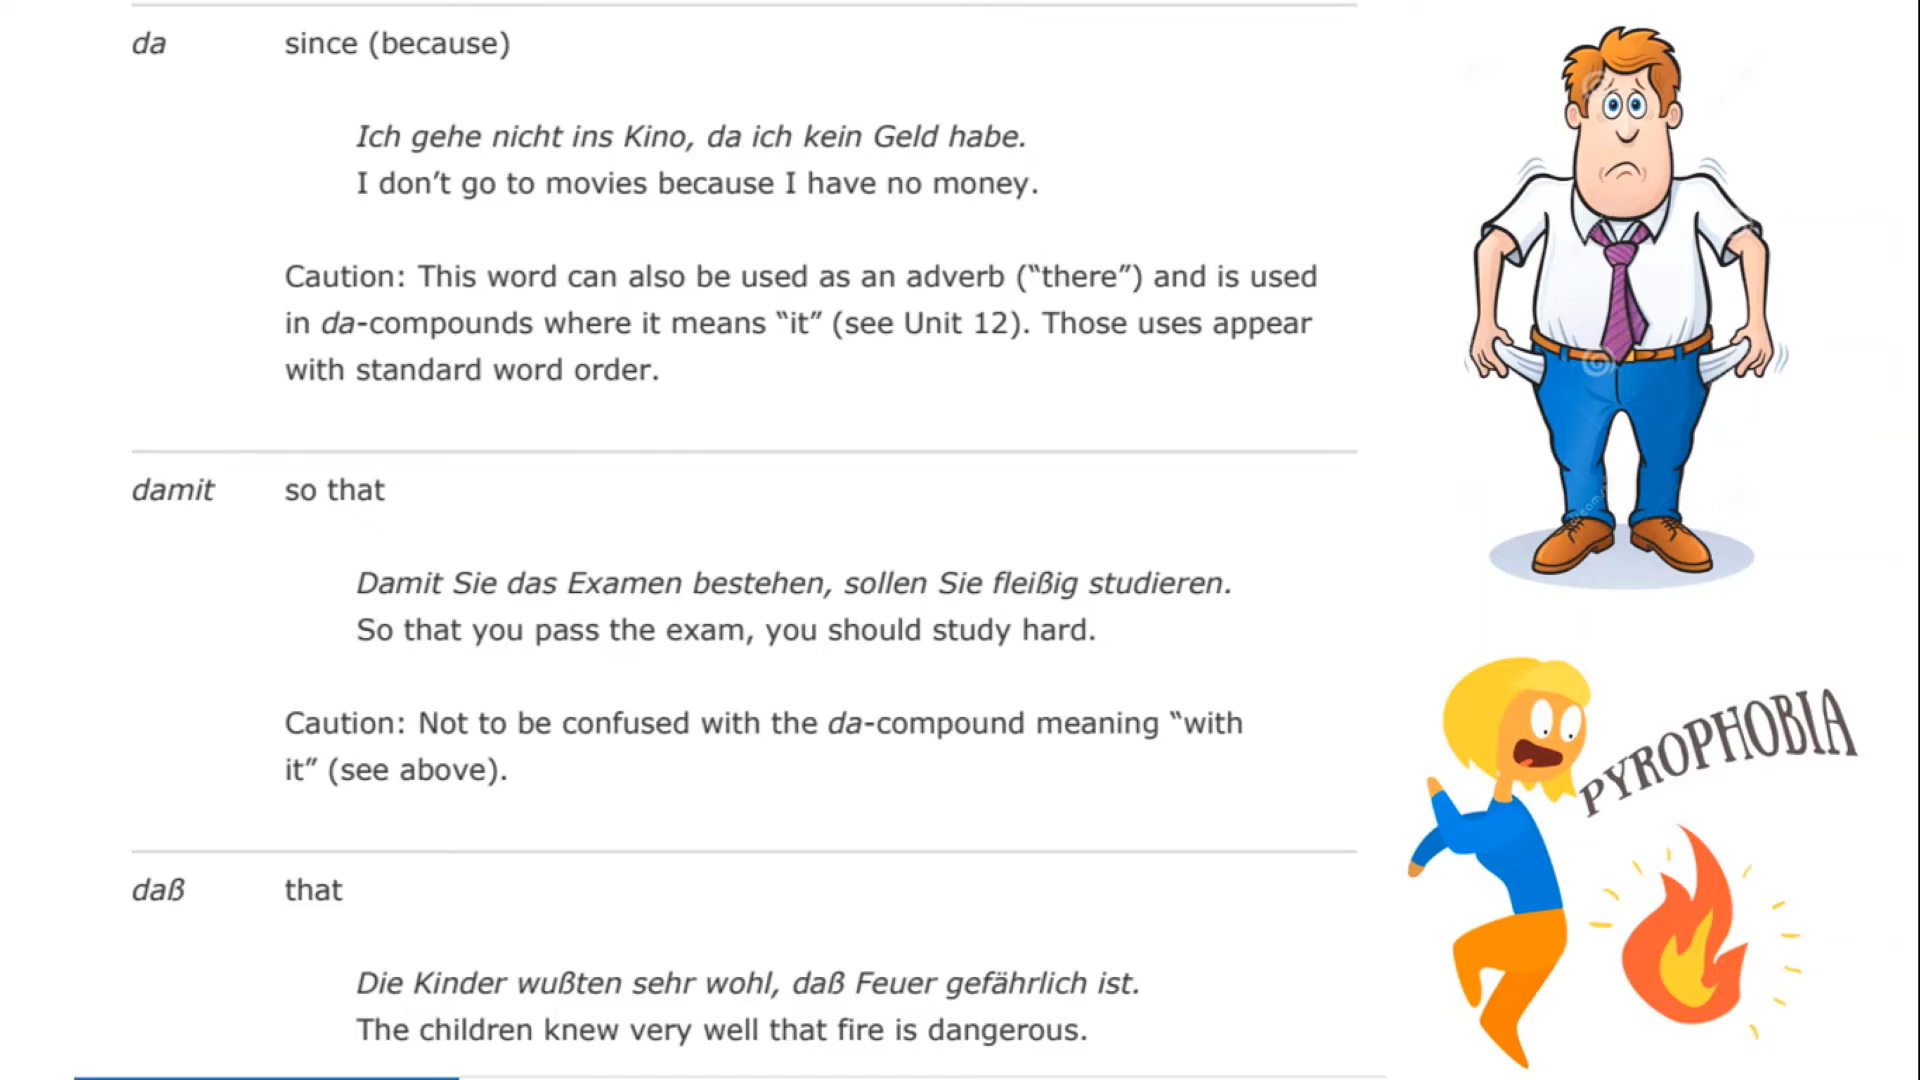 da since (because)
Ich gehe nicht ins Kino, da ich kein Geld habe.
I don’t go to movies because I have no money.
Caution: This word can also be used as an adverb (“there”) and is used
in da-compounds where it means “it” (see Unit 12). Those uses appear
with standard word order.
damit so that
Damit Sie das Examen bestehen, sollen Sie fleißig studieren.
So that you pass the exam, you should study hard.
Caution: Not to be confused with the da-compound meaning “with
it” (see above).
daß that
Die Kinder wußten sehr wohl, daß Feuer gefährlich ist.
The children knew very well that fire is dangerous.
PYROPHOBIA